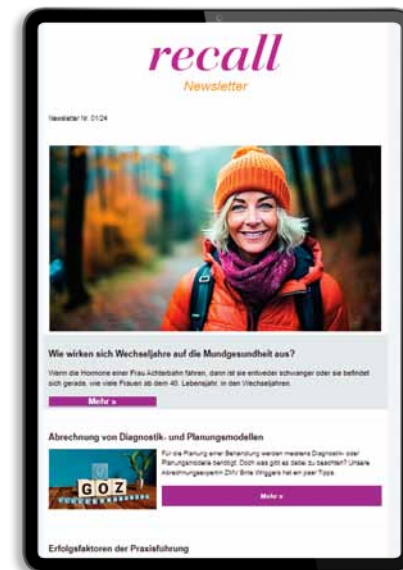 recall
Newsletter
Newsletter Nr. 01/24
Wie wirken sich Wechseljahre auf die Mundgesundheit aus?
Wenn die Hormone einer Frau Achterbahn fahren, dann ist sie entweder schwanger oder sie befindet
sich gerade, wie viele Frauen ab dem 40. Lebensjahr, in den Wechseljahren.
Mehr »
Abrechnung von Diagnostik- und Planungsmodellen
Für die Planung einer Behandlung werden meistens Diagnostik- oder
Planungsmodelle benötigt. Doch was gibt es dabei zu beachten? Unsere
Abrechnungsexpertin ZMV Birte Wriggers hat ein paar Tipps.
GOZ
Mehr »
Erfolgsfaktoren der Praxisführung